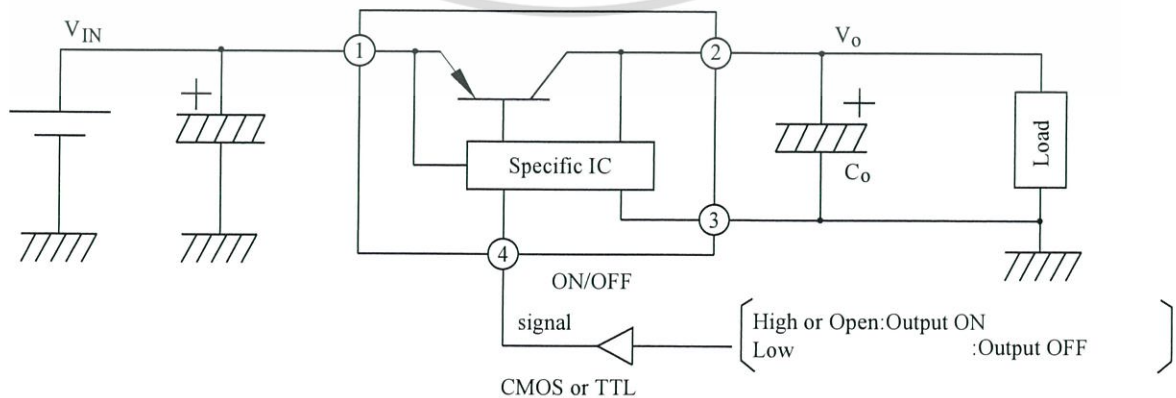 V_IN
V_o
1
2
+
+
Specific IC
C_o
Load
3
4
ON/OFF
signal
High or Open:Output ON
Low :Output OFF
CMOS or TTL